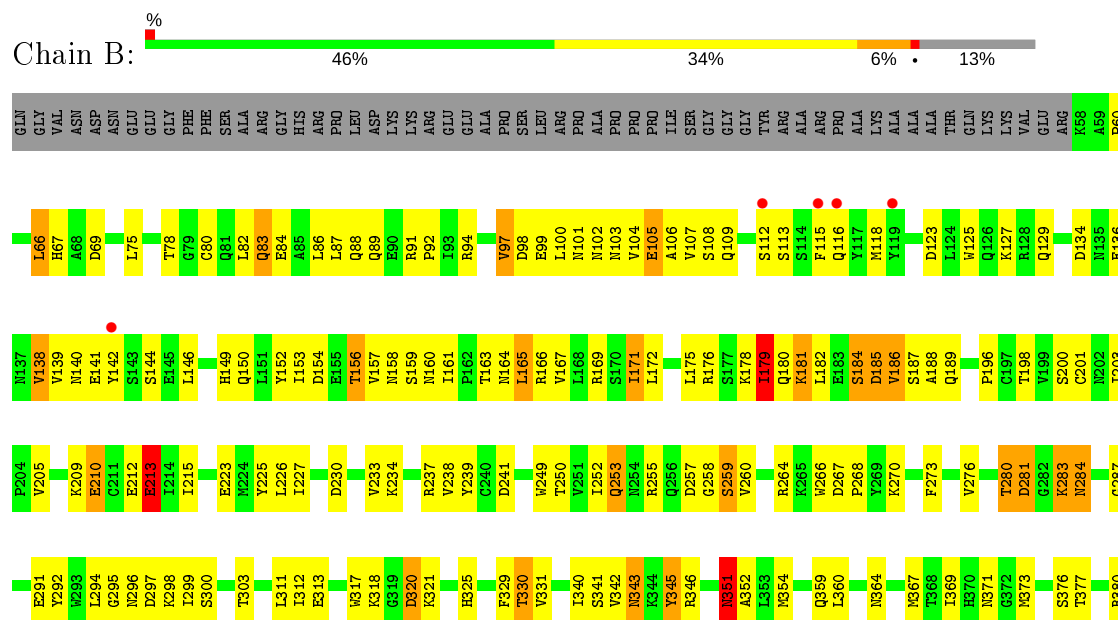 %
Chain B:
46% 34% 6% • 13%
GLN GLY VAL ASN ASP ASN GLU GLU GLY PHE PHE SER ALA ARG GLY HIS ARG PRO LEU ASP LYS LYS ARG GLU GLU ALA PRO SER LEU ARG PRO ALA PRO PRO PRO ILE SER GLY GLY GLY TYR ARG ALA ARG PRO ALA LYS ALA ALA ALA THR GLN LYS LYS VAL GLU ARG K58 A59
L66 H67 A68 D69 L75 T78 G79 C80 Q81 L82 Q83 E84 A85 L86 L87 Q88 Q89 E90 R91 P92 I93 R94 V97 D98 E99 L100 N101 N102 N103 V104 E105 A106 V107 S108 Q109 S112 S113 S114 F115 Q116 Y117 M118 Y119 D123 L124 W125 Q126 K127 R128 Q129 D134 N135
N137 V138 V139 N140 E141 Y142 S143 S144 E145 L146 H149 Q150 L151 Y152 I153 D154 E155 T156 V157 N158 S159 N160 I161 P162 T163 N164 L165 R166 V167 L168 R169 S170 I171 L172 L175 R176 S177 K178 I179 Q180 K181 L182 E183 S184 D185 V186 S187 A188 Q189 P196 C197 T198 V199 S200 C201 N202
P204 V205 K209 E210 C211 E212 E213 I214 I215 E223 M224 Y225 L226 I227 D230 V233 K234 R237 V238 Y239 C240 D241 W249 T250 V251 I252 Q253 N254 R255 Q256 D257 G258 S259 V260 R264 K265 W266 D267 P268 Y269 K270 F273 V276 T280 D281 G282 K283 N284
E291 Y292 W293 L294 G295 N296 D297 K298 I299 S300 T303 L311 I312 E313 W317 K318 G319 D320 K321 H325 F329 T330 V331 I340 S341 V342 N343 K344 Y345 R346 N351 A352 L353 M354 Q359 L360 N364 M367 T368 I369 H370 N371 G372 M373 S376 T377